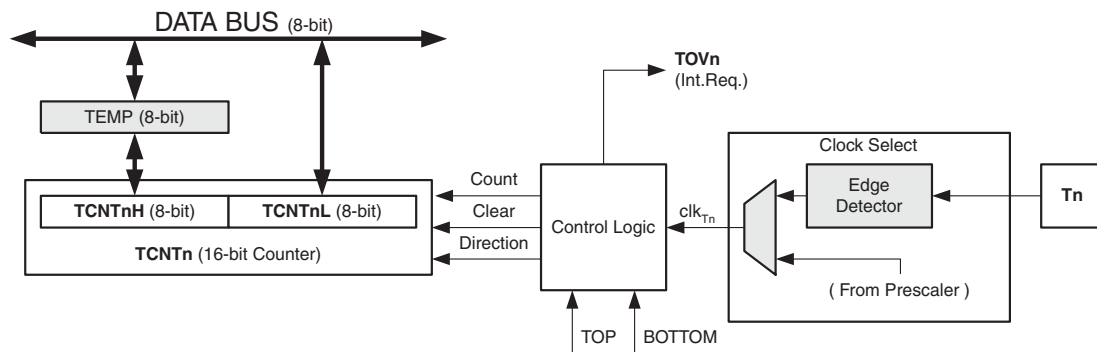 DATA BUS (8-bit)
TOVn
(Int.Req.)
TEMP (8-bit)
Clock Select
Count
Edge
Detector
Tn
TCNTnH (8-bit) TCNTnL (8-bit)
Clear
Control Logic
clkTn
TCNTn (16-bit Counter)
Direction
( From Prescaler )
TOP
BOTTOM